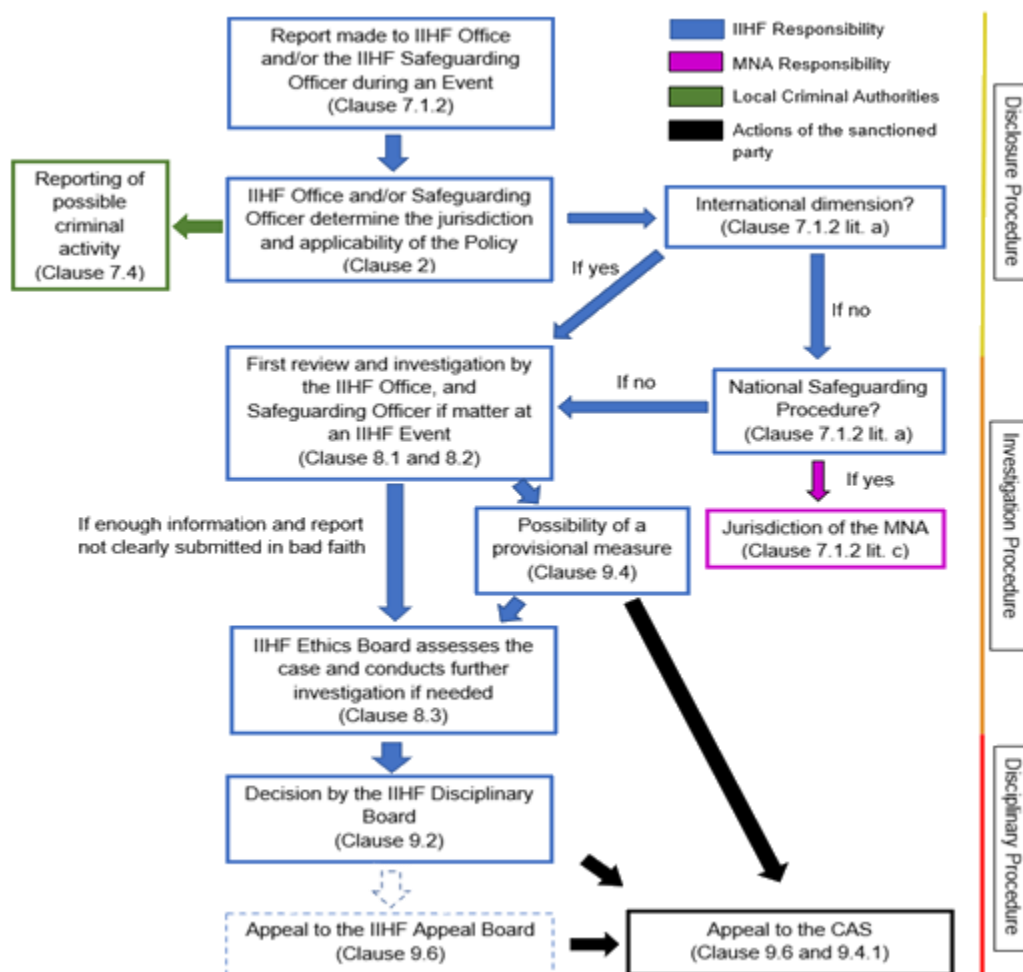 Report made to IIHF Office
and/or the IIHF Safeguarding
Officer during an Event
(Clause 7.1.2)
IIHF Responsibility
MNA Responsibility
Local Criminal Authorities
Actions of the sanctioned
party
Disclosure Procedure
Reporting of
possible
criminal
activity
(Clause 7.4)
IIHF Office and/or Safeguarding
Officer determine the jurisdiction
and applicability of the Policy
(Clause 2)
International dimension?
(Clause 7.1.2 lit. a)
If yes
If no
First review and investigation by
the IIHF Office, and
Safeguarding Officer if matter at
an IIHF Event
(Clause 8.1 and 8.2)
If no
National Safeguarding
Procedure?
(Clause 7.1.2 lit. a)
Investigation Procedure
If yes
If enough information and report
not clearly submitted in bad faith
Possibility of a
provisional measure
(Clause 9.4)
Jurisdiction of the MNA
(Clause 7.1.2 lit. c)
IIHF Ethics Board assesses the
case and conducts further
investigation if needed
(Clause 8.3)
Decision by the IIHF Disciplinary
Board
(Clause 9.2)
Disciplinary Procedure
Appeal to the IIHF Appeal Board
(Clause 9.6)
Appeal to the CAS
(Clause 9.6 and 9.4.1)